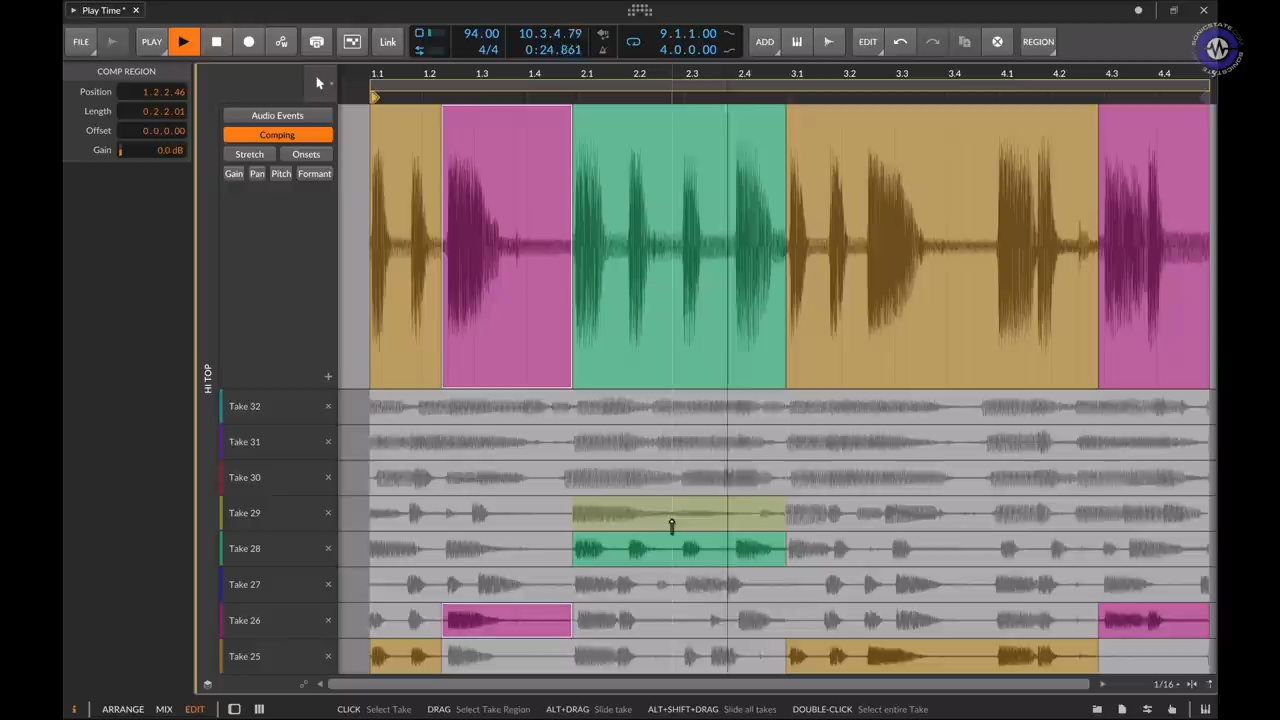 Play Time*
FILE PLAY Link 94.00 4/4 10.3.4.79 0:24.861 9.1.1.00 4.0.0.00 ADD EDIT REGION
SONICSTATE
COMP REGION
Position 1.2.2.46
Length 0.2.2.01
Offset 0.0.0.00
Gain 0.0 dB
1.1 1.2 1.3 1.4 2.1 2.2 2.3 2.4 3.1 3.2 3.3 3.4 4.1 4.2 4.3 4.4
Audio Events
Comping
Stretch Onsets
Gain Pan Pitch Formant
HI TOP
Take 32
Take 31
Take 30
Take 29
Take 28
Take 27
Take 26
Take 25
1/16
i ARRANGE MIX EDIT CLICK Select Take DRAG Select Take Region ALT+DRAG Slide take ALT+SHIFT+DRAG Slide all takes DOUBLE-CLICK Select entire Take